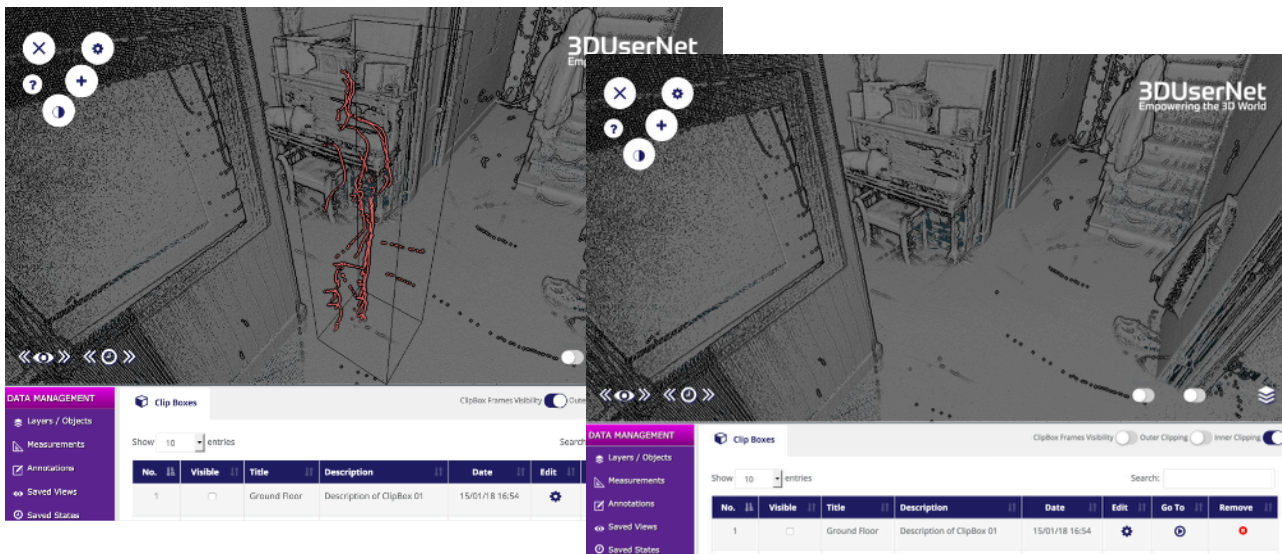 3DUserNet
?
DATA MANAGEMENT
Layers / Objects
Measurements
Annotations
Saved Views
Saved States
Clip Boxes
ClipBox Frames Visibility
Show 10 entries
No. Visible Title Description Date Edit
1 Ground Floor Description of ClipBox 01 15/01/18 16:54
3DUserNet
Empowering the 3D World
?
DATA MANAGEMENT
Layers / Objects
Measurements
Annotations
Saved Views
Saved States
Clip Boxes
ClipBox Frames Visibility Outer Clipping Inner Clipping
Show 10 entries Search:
No. Visible Title Description Date Edit Go To Remove
1 Ground Floor Description of ClipBox 01 15/01/18 16:54